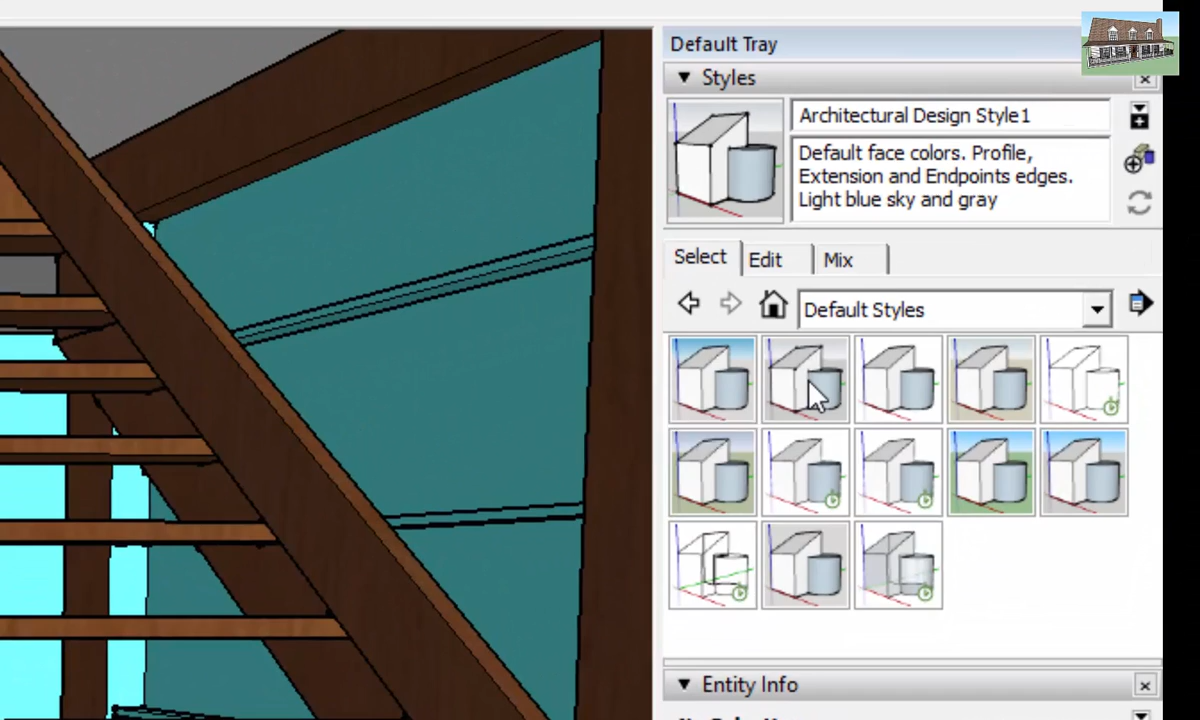 Default Tray
Styles
Architectural Design Style1
Default face colors. Profile,
Extension and Endpoints edges.
Light blue sky and gray
Select
Edit
Mix
Default Styles
Entity Info